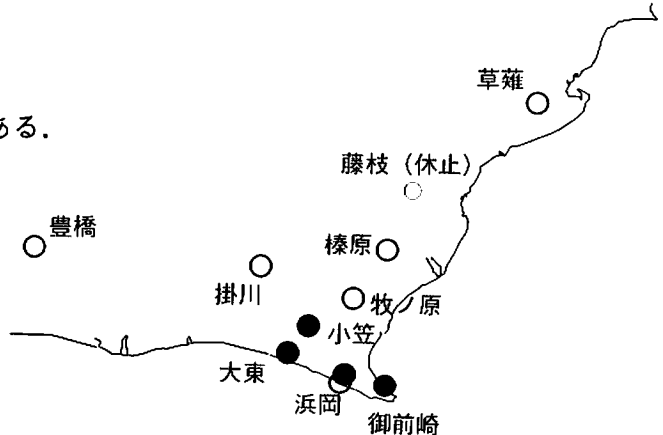 草薙
ある．
藤枝（休止）
豊橋
榛原
掛川
牧ノ原
小笠
大東
浜岡
御前崎